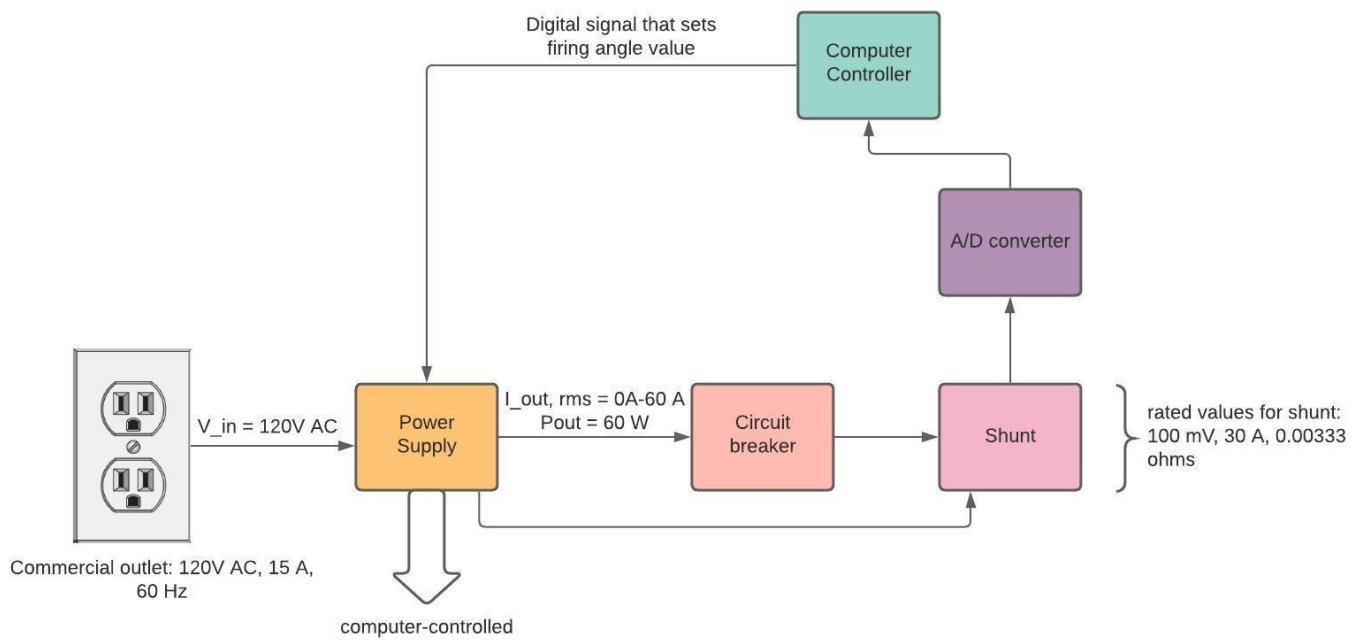 Digital signal that sets
firing angle value
Computer
Controller
A/D converter
V_in = 120V AC
Power
Supply
I_out, rms = 0A-60 A
Pout = 60 W
Circuit
breaker
Shunt
rated values for shunt:
100 mV, 30 A, 0.00333
ohms
Commercial outlet: 120V AC, 15 A,
60 Hz
computer-controlled